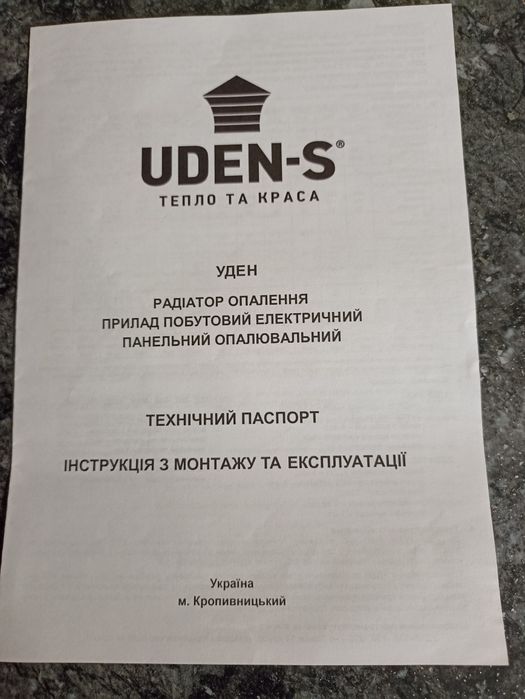 UDEN-S®
ТЕПЛО ТА КРАСА
УДЕН
РАДІАТОР ОПАЛЕННЯ
ПРИЛАД ПОБУТОВИЙ ЕЛЕКТРИЧНИЙ
ПАНЕЛЬНИЙ ОПАЛЮВАЛЬНИЙ
ТЕХНІЧНИЙ ПАСПОРТ
ІНСТРУКЦІЯ З МОНТАЖУ ТА ЕКСПЛУАТАЦІЇ
Україна
м. Кропивницький